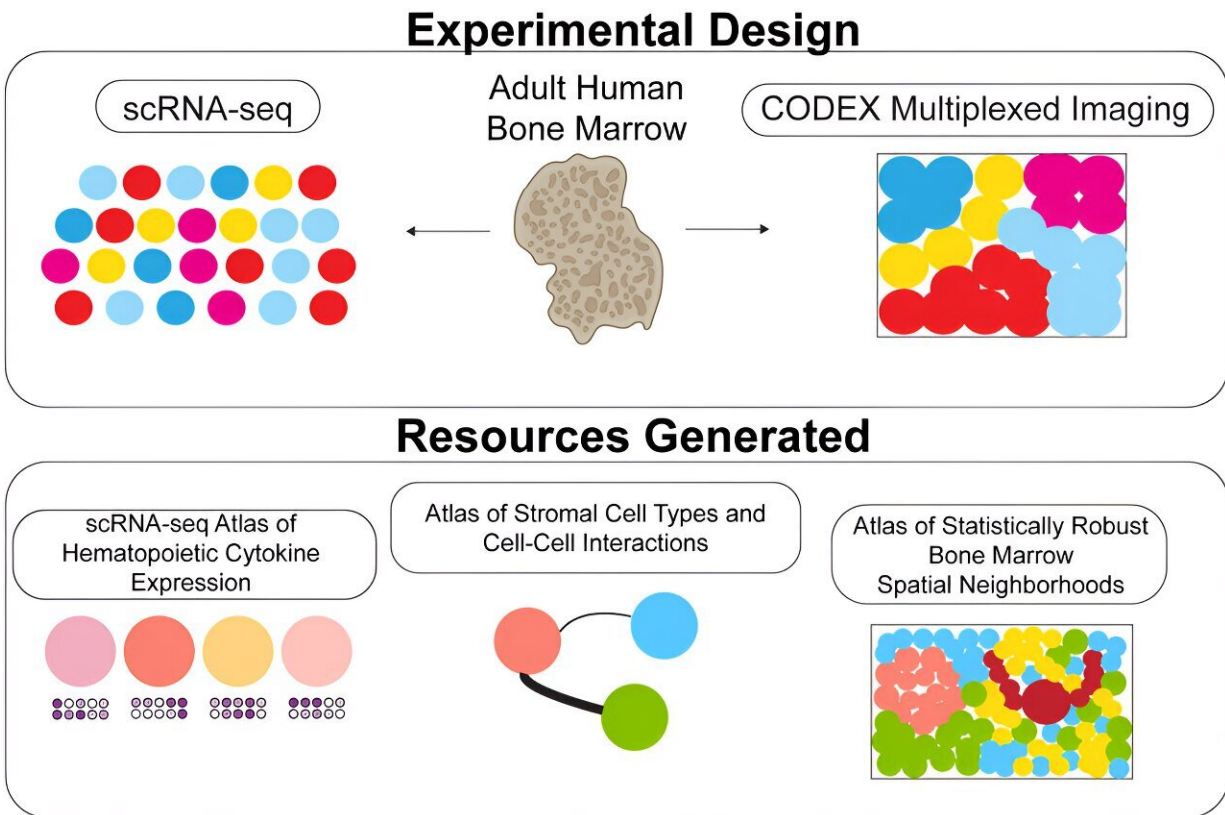 Experimental Design
scRNA-seq
Adult Human
Bone Marrow
CODEX Multiplexed Imaging
Resources Generated
scRNA-seq Atlas of
Hematopoietic Cytokine
Expression
Atlas of Stromal Cell Types and
Cell-Cell Interactions
Atlas of Statistically Robust
Bone Marrow
Spatial Neighborhoods